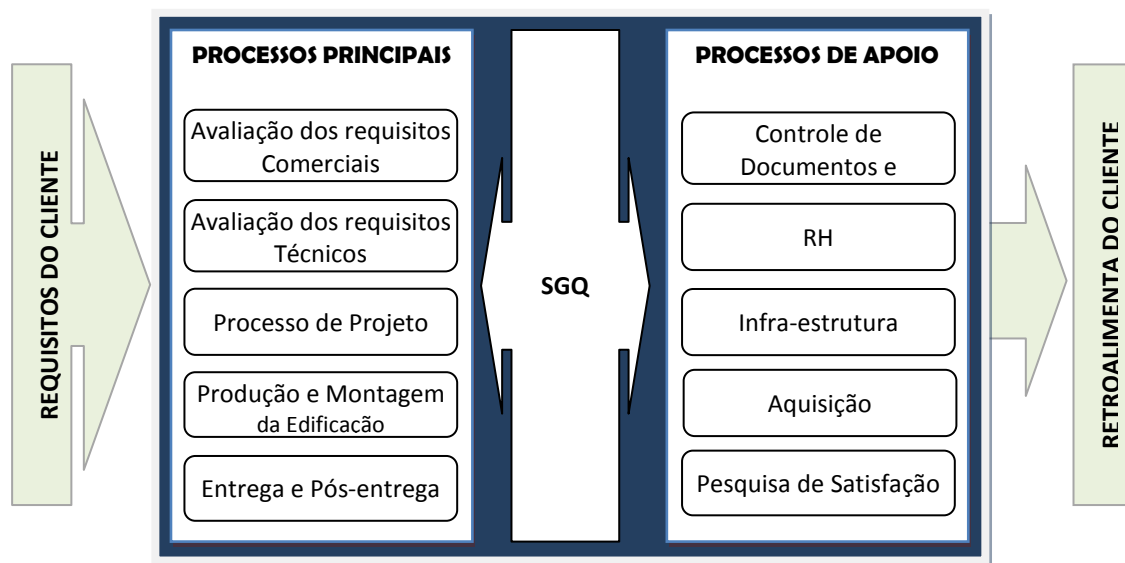 REQUISITOS DO CLIENTE
PROCESSOS PRINCIPAIS
Avaliação dos requisitos
Comerciais
Avaliação dos requisitos
Técnicos
Processo de Projeto
Produção e Montagem
da Edificacão
Entrega e Pós-entrega
SGQ
PROCESSOS DE APOIO
Controle de
Documentos e
RH
Infra-estrutura
Aquisição
Pesquisa de Satisfação
RETROALIMENTA DO CLIENTE